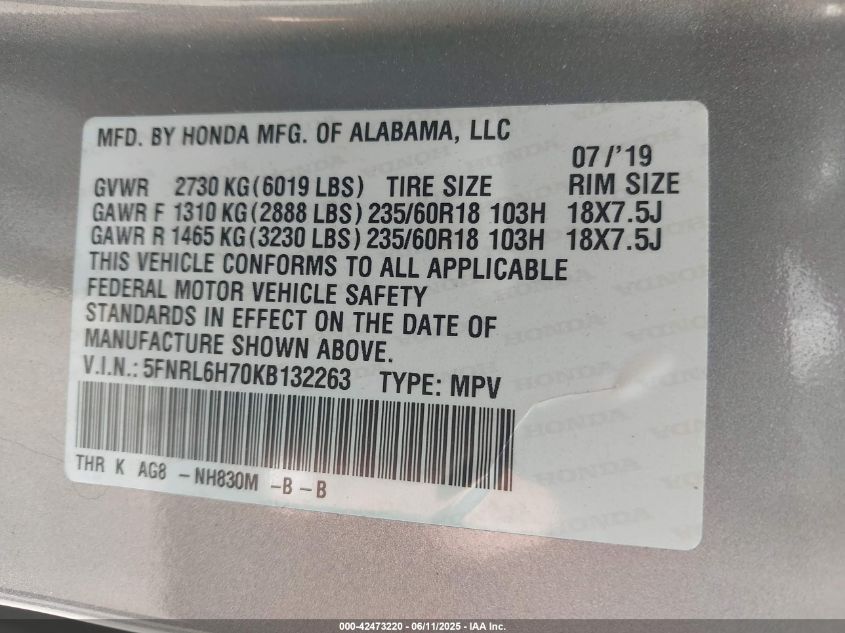 MFD. BY HONDA MFG. OF ALABAMA, LLC
07/'19
GVWR 2730 KG(6019 LBS) TIRE SIZE RIM SIZE
GAWR F 1310 KG(2888 LBS) 235/60R18 103H 18X7.5J
GAWR R 1465 KG(3230 LBS) 235/60R18 103H 18X7.5J
THIS VEHICLE CONFORMS TO ALL APPLICABLE
FEDERAL MOTOR VEHICLE SAFETY
STANDARDS IN EFFECT ON THE DATE OF
MANUFACTURE SHOWN ABOVE.
V.I.N.: 5FNRL6H70KB132263 TYPE: MPV
THR K AG8 -NH830M -B-B
000-42473220 - 06/11/2025 - IAA Inc.